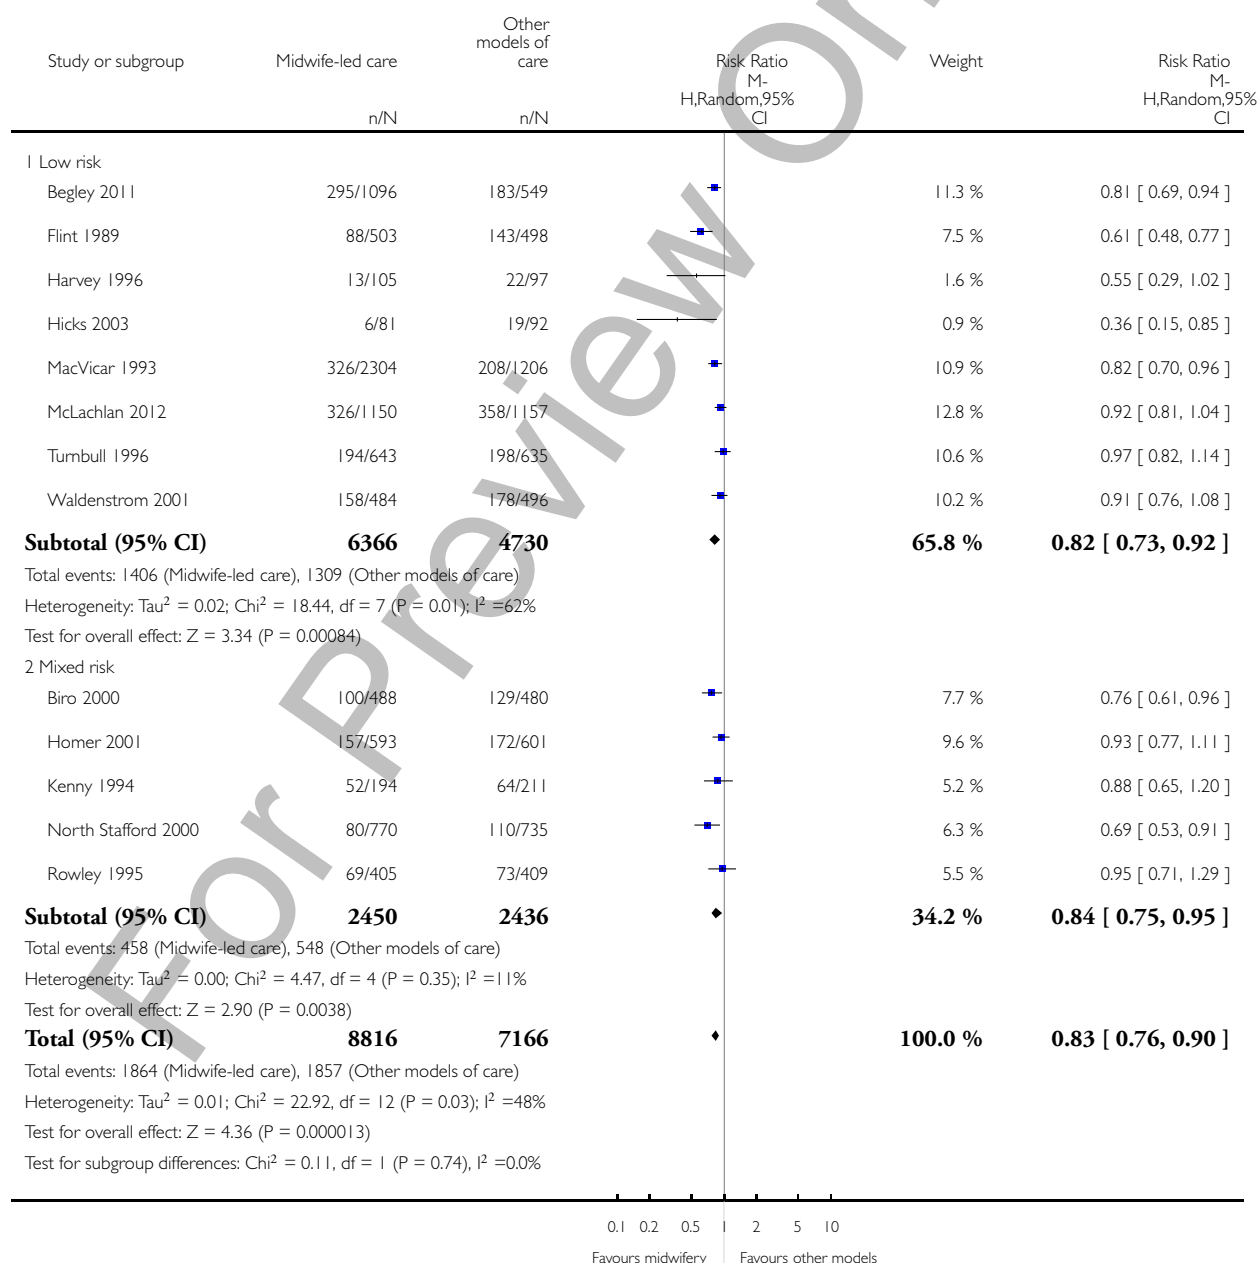 Study or subgroup Midwife-led care Other models of care Risk Ratio Weight Risk Ratio
n/N n/N M-H,Random,95% CI M-H,Random,95% CI
1 Low risk
Begley 2011 295/1096 183/549 11.3 % 0.81 [ 0.69, 0.94 ]
Flint 1989 88/503 143/498 7.5 % 0.61 [ 0.48, 0.77 ]
Harvey 1996 13/105 22/97 1.6 % 0.55 [ 0.29, 1.02 ]
Hicks 2003 6/81 19/92 0.9 % 0.36 [ 0.15, 0.85 ]
MacVicar 1993 326/2304 208/1206 10.9 % 0.82 [ 0.70, 0.96 ]
McLachlan 2012 326/1150 358/1157 12.8 % 0.92 [ 0.81, 1.04 ]
Turnbull 1996 194/643 198/635 10.6 % 0.97 [ 0.82, 1.14 ]
Waldenstrom 2001 158/484 178/496 10.2 % 0.91 [ 0.76, 1.08 ]
Subtotal (95% CI) 6366 4730 65.8 % 0.82 [ 0.73, 0.92 ]
Total events: 1406 (Midwife-led care), 1309 (Other models of care)
Heterogeneity: Tau² = 0.02; Chi² = 18.44, df = 7 (P = 0.01); I² =62%
Test for overall effect: Z = 3.34 (P = 0.00084)
2 Mixed risk
Biro 2000 100/488 129/480 7.7 % 0.76 [ 0.61, 0.96 ]
Homer 2001 157/593 172/601 9.6 % 0.93 [ 0.77, 1.11 ]
Kenny 1994 52/194 64/211 5.2 % 0.88 [ 0.65, 1.20 ]
North Stafford 2000 80/770 110/735 6.3 % 0.69 [ 0.53, 0.91 ]
Rowley 1995 69/405 73/409 5.5 % 0.95 [ 0.71, 1.29 ]
Subtotal (95% CI) 2450 2436 34.2 % 0.84 [ 0.75, 0.95 ]
Total events: 458 (Midwife-led care), 548 (Other models of care)
Heterogeneity: Tau² = 0.00; Chi² = 4.47, df = 4 (P = 0.35); I² =11%
Test for overall effect: Z = 2.90 (P = 0.0038)
Total (95% CI) 8816 7166 100.0 % 0.83 [ 0.76, 0.90 ]
Total events: 1864 (Midwife-led care), 1857 (Other models of care)
Heterogeneity: Tau² = 0.01; Chi² = 22.92, df = 12 (P = 0.03); I² =48%
Test for overall effect: Z = 4.36 (P = 0.000013)
Test for subgroup differences: Chi² = 0.11, df = 1 (P = 0.74), I² =0.0%
0.1 0.2 0.5 1 2 5 10
Favours midwifery Favours other models
For Preview On